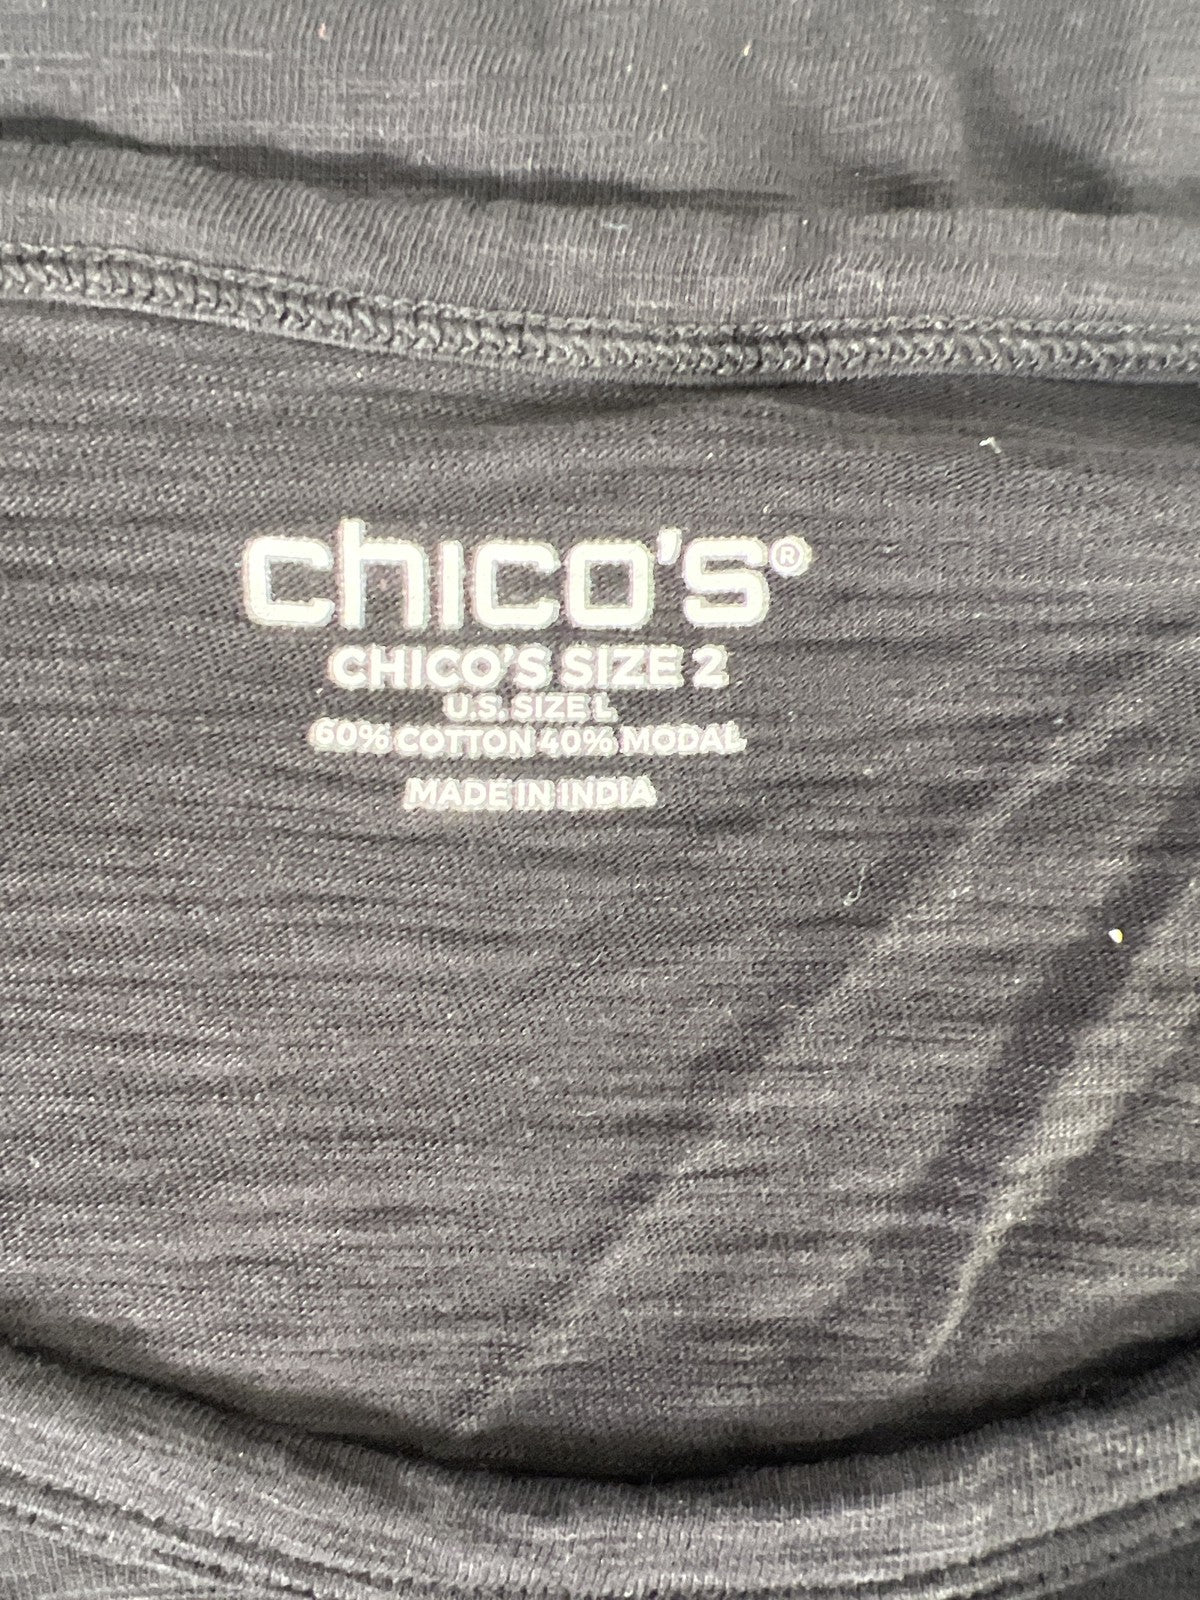 chico's®
CHICO'S SIZE 2
U.S. SIZE L
60% COTTON 40% MODAL
MADE IN INDIA